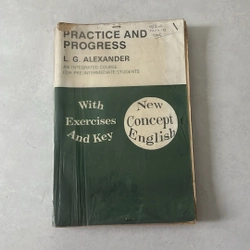 PRACTICE AND
PROGRESS
L. G. ALEXANDER
AN INTEGRATED COURSE
FOR PRE-INTERMEDIATE STUDENTS
With
Exercises
And Key
New
Concept
English